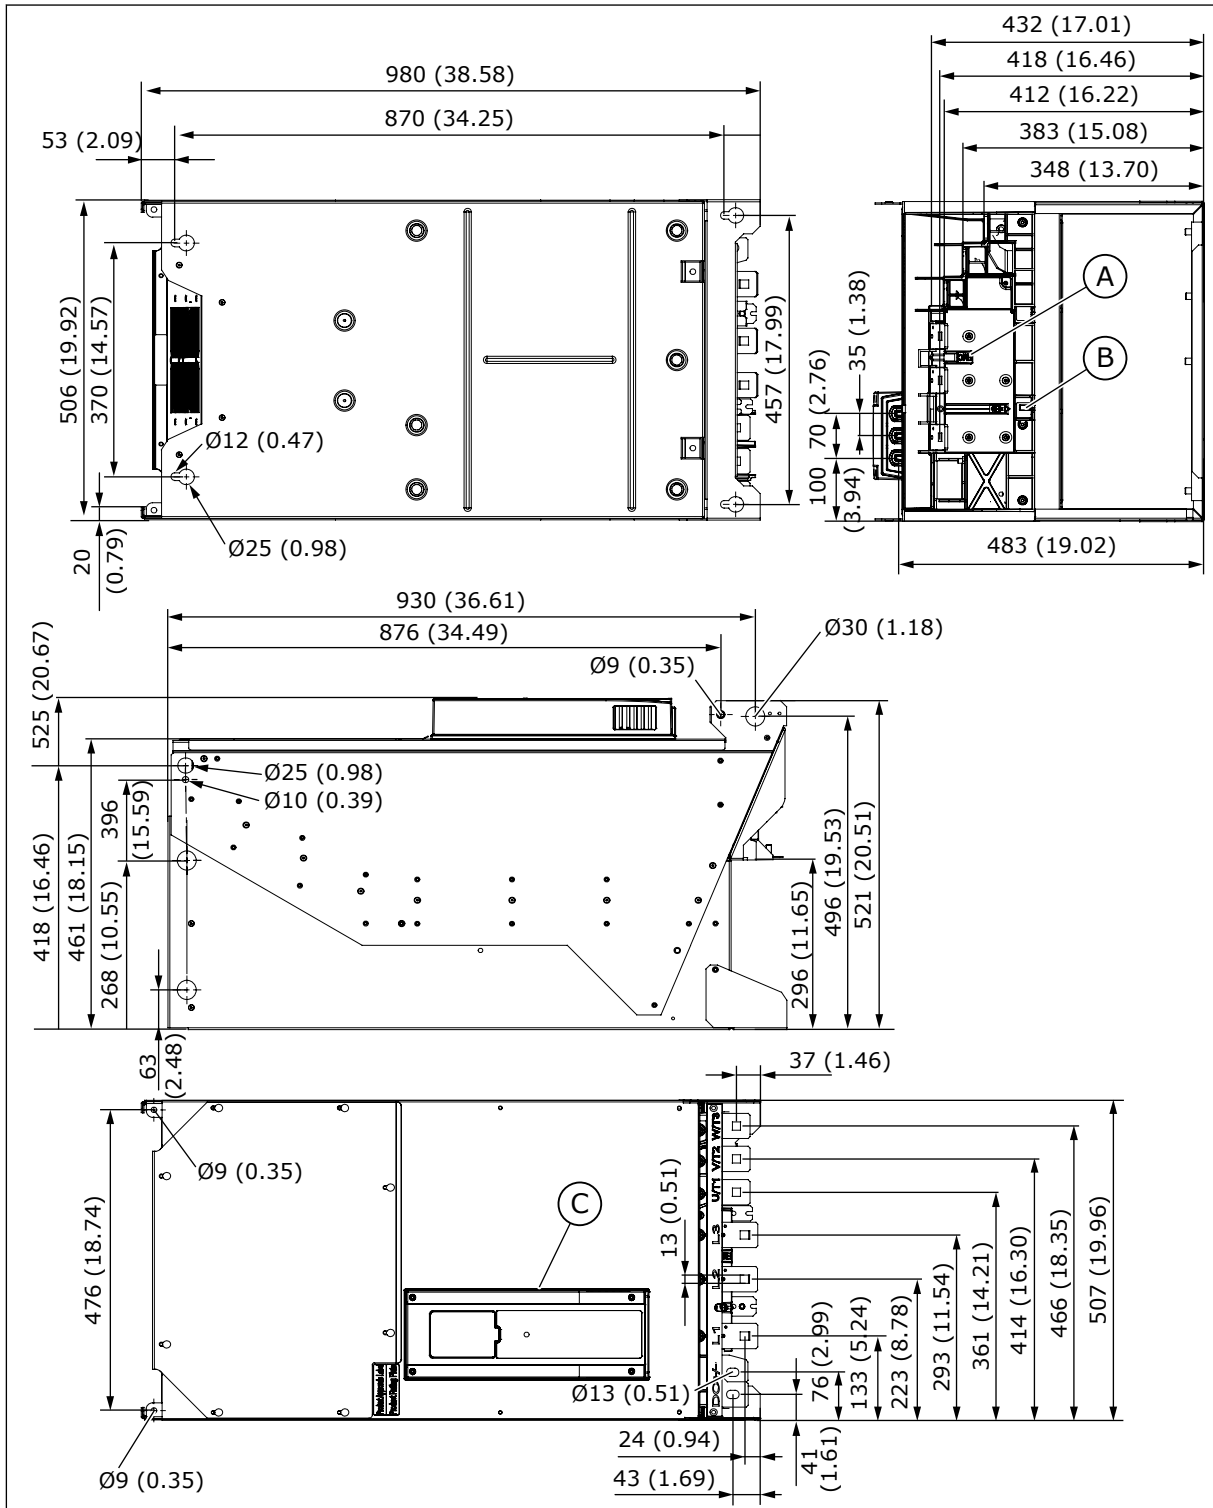 432 (17.01)
980 (38.58)
418 (16.46)
870 (34.25)
412 (16.22)
53 (2.09)
383 (15.08)
348 (13.70)
A
B
506 (19.92)
370 (14.57)
457 (17.99)
35 (1.38)
70 (2.76)
100
(3.94)
Ø12 (0.47)
Ø25 (0.98)
20
(0.79)
483 (19.02)
930 (36.61)
876 (34.49)
Ø30 (1.18)
Ø9 (0.35)
525 (20.67)
Ø25 (0.98)
Ø10 (0.39)
396
(15.59)
418 (16.46)
461 (18.15)
268 (10.55)
296 (11.65)
496 (19.53)
521 (20.51)
63
(2.48)
37 (1.46)
Ø9 (0.35)
C
13 (0.51)
W/T3
V/T2
U/T1
L3
L2
L1
476 (18.74)
76 (2.99)
133 (5.24)
223 (8.78)
293 (11.54)
361 (14.21)
414 (16.30)
466 (18.35)
507 (19.96)
Ø13 (0.51)
24 (0.94)
41
(1.61)
43 (1.69)
Ø9 (0.35)